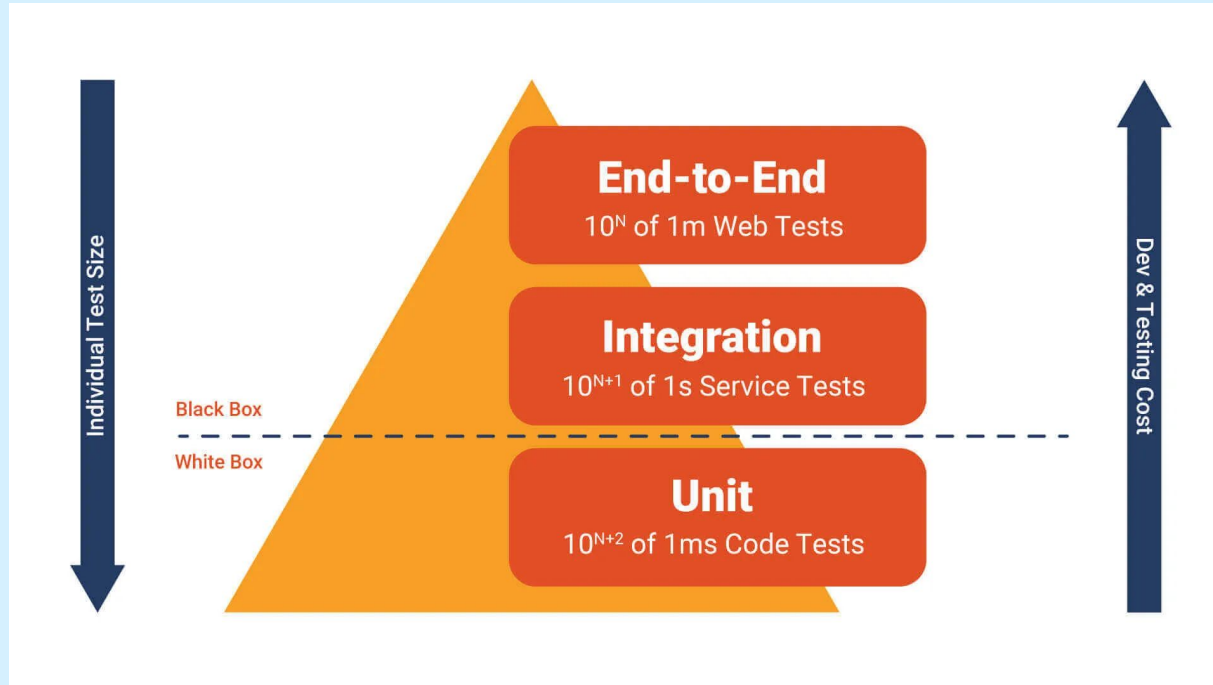 Individual Test Size
End-to-End
10ᴺ of 1m Web Tests
Integration
10ᴺ⁺¹ of 1s Service Tests
Black Box
White Box
Unit
10ᴺ⁺² of 1ms Code Tests
Dev & Testing Cost